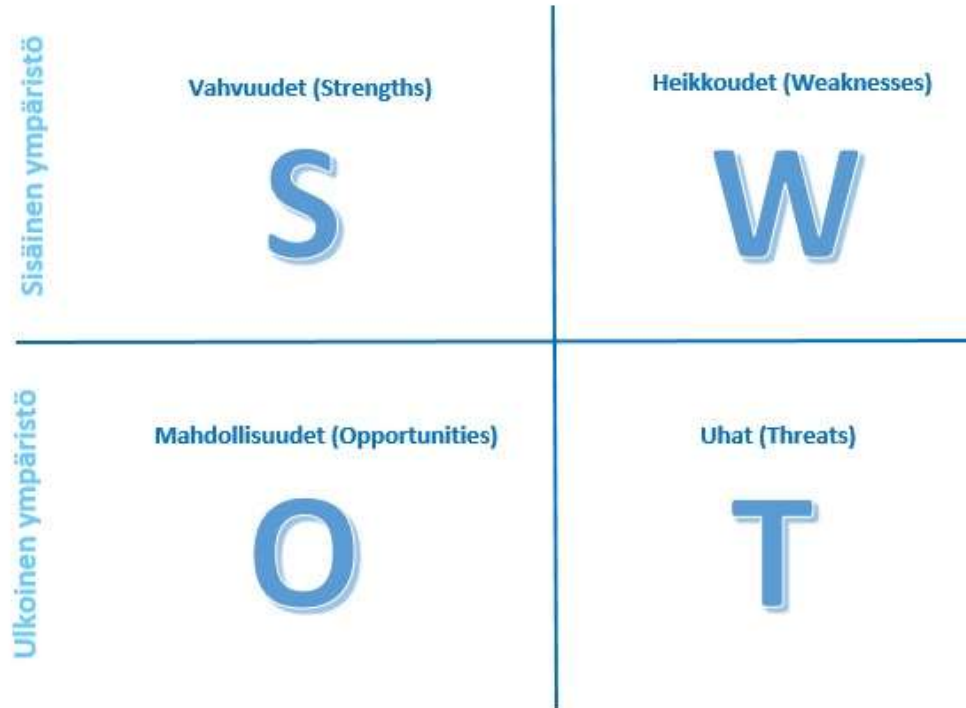 Sisäinen ympäristö
Vahvuudet (Strengths)
S
Heikkoudet (Weaknesses)
W
Ulkoinen ympäristö
Mahdollisuudet (Opportunities)
O
Uhat (Threats)
T